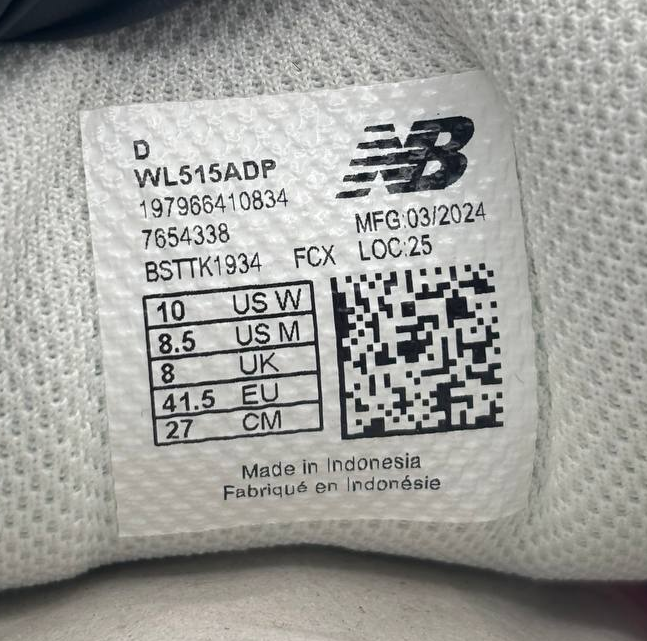 D
WL515ADP
197966410834
7654338
BSTTK1934 FCX
NB
MFG:03/2024
LOC:25
10 US W
8.5 US M
8 UK
41.5 EU
27 CM
Made in Indonesia
Fabriqué en Indonésie